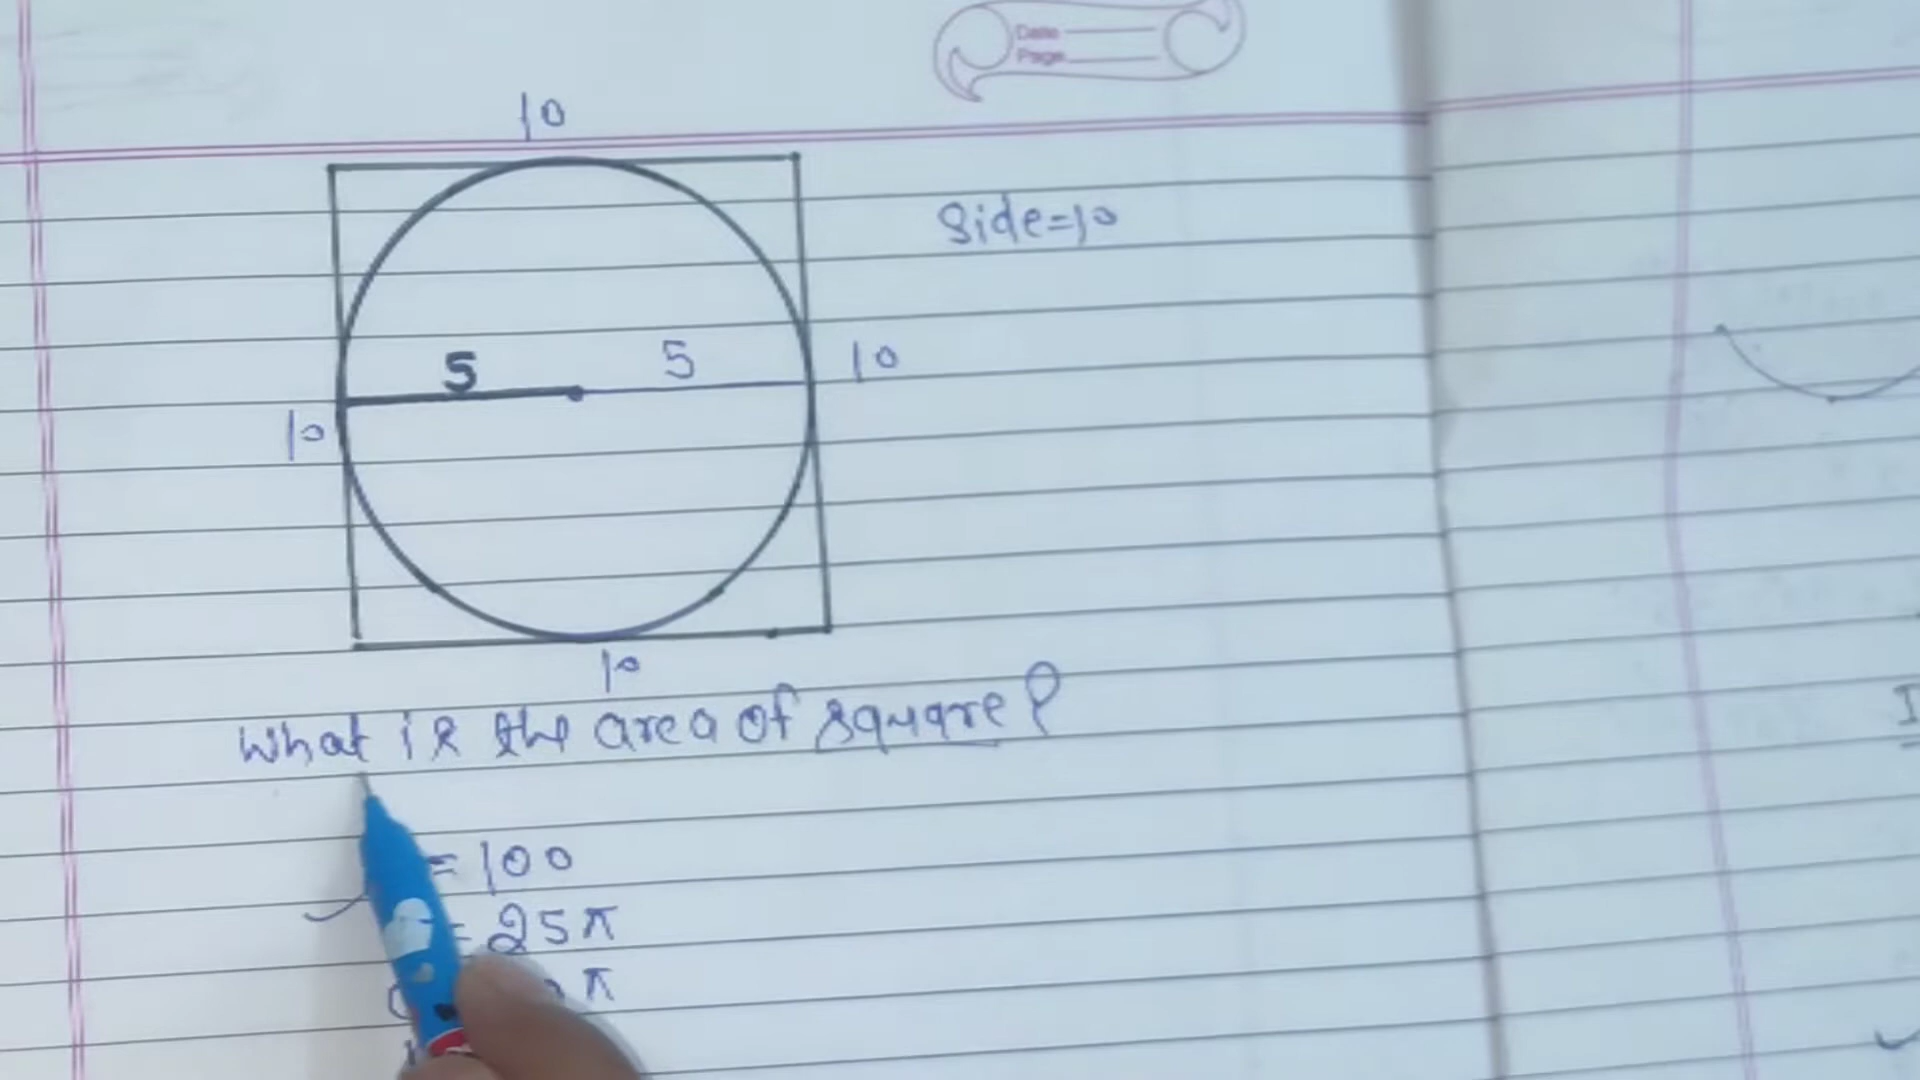 Date
Page
10
Side=10
5 5 10
10
10
What is the area of square?
= 100
= 25π
π
I